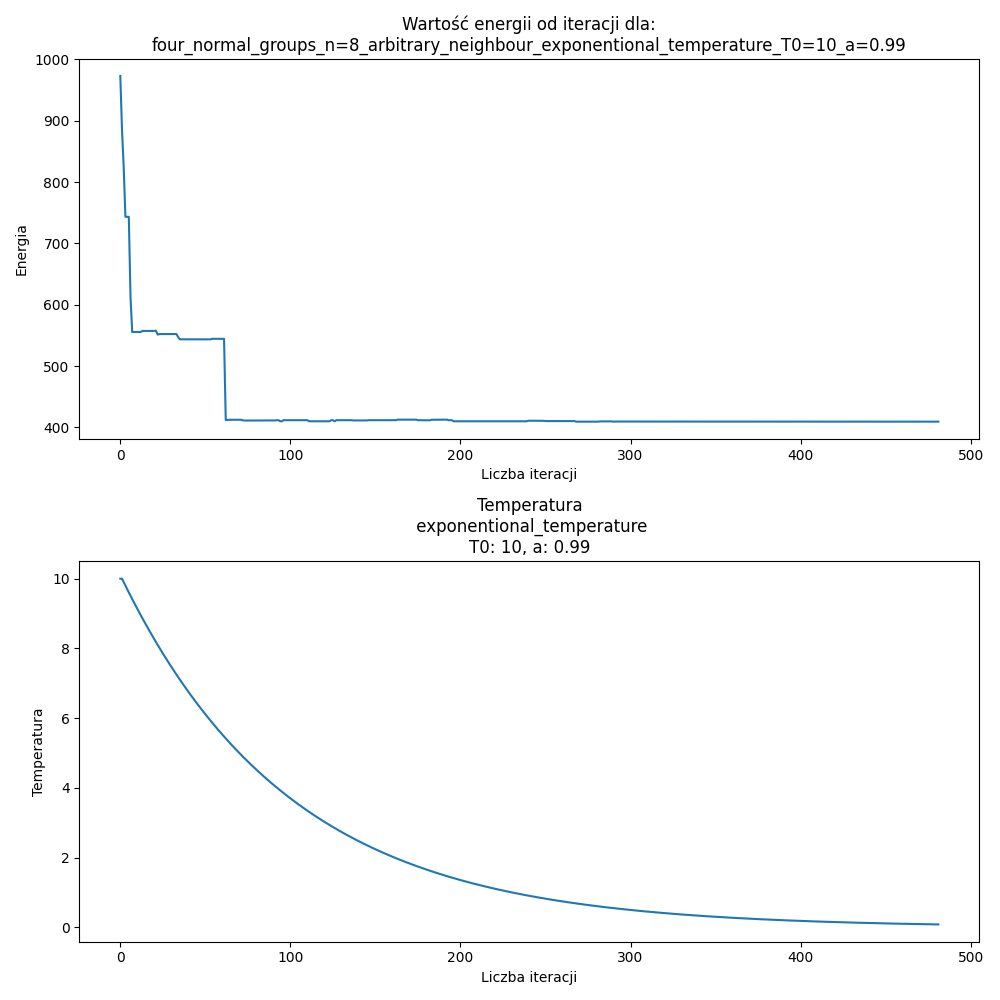 Wartość energii od iteracji dla:
four_normal_groups_n=8_arbitrary_neighbour_exponentional_temperature_T0=10_a=0.99
1000
900
800
700
600
500
400
Energia
0 100 200 300 400 500
Liczba iteracji
Temperatura
exponentional_temperature
T0: 10, a: 0.99
10
8
6
4
2
0
Temperatura
0 100 200 300 400 500
Liczba iteracji